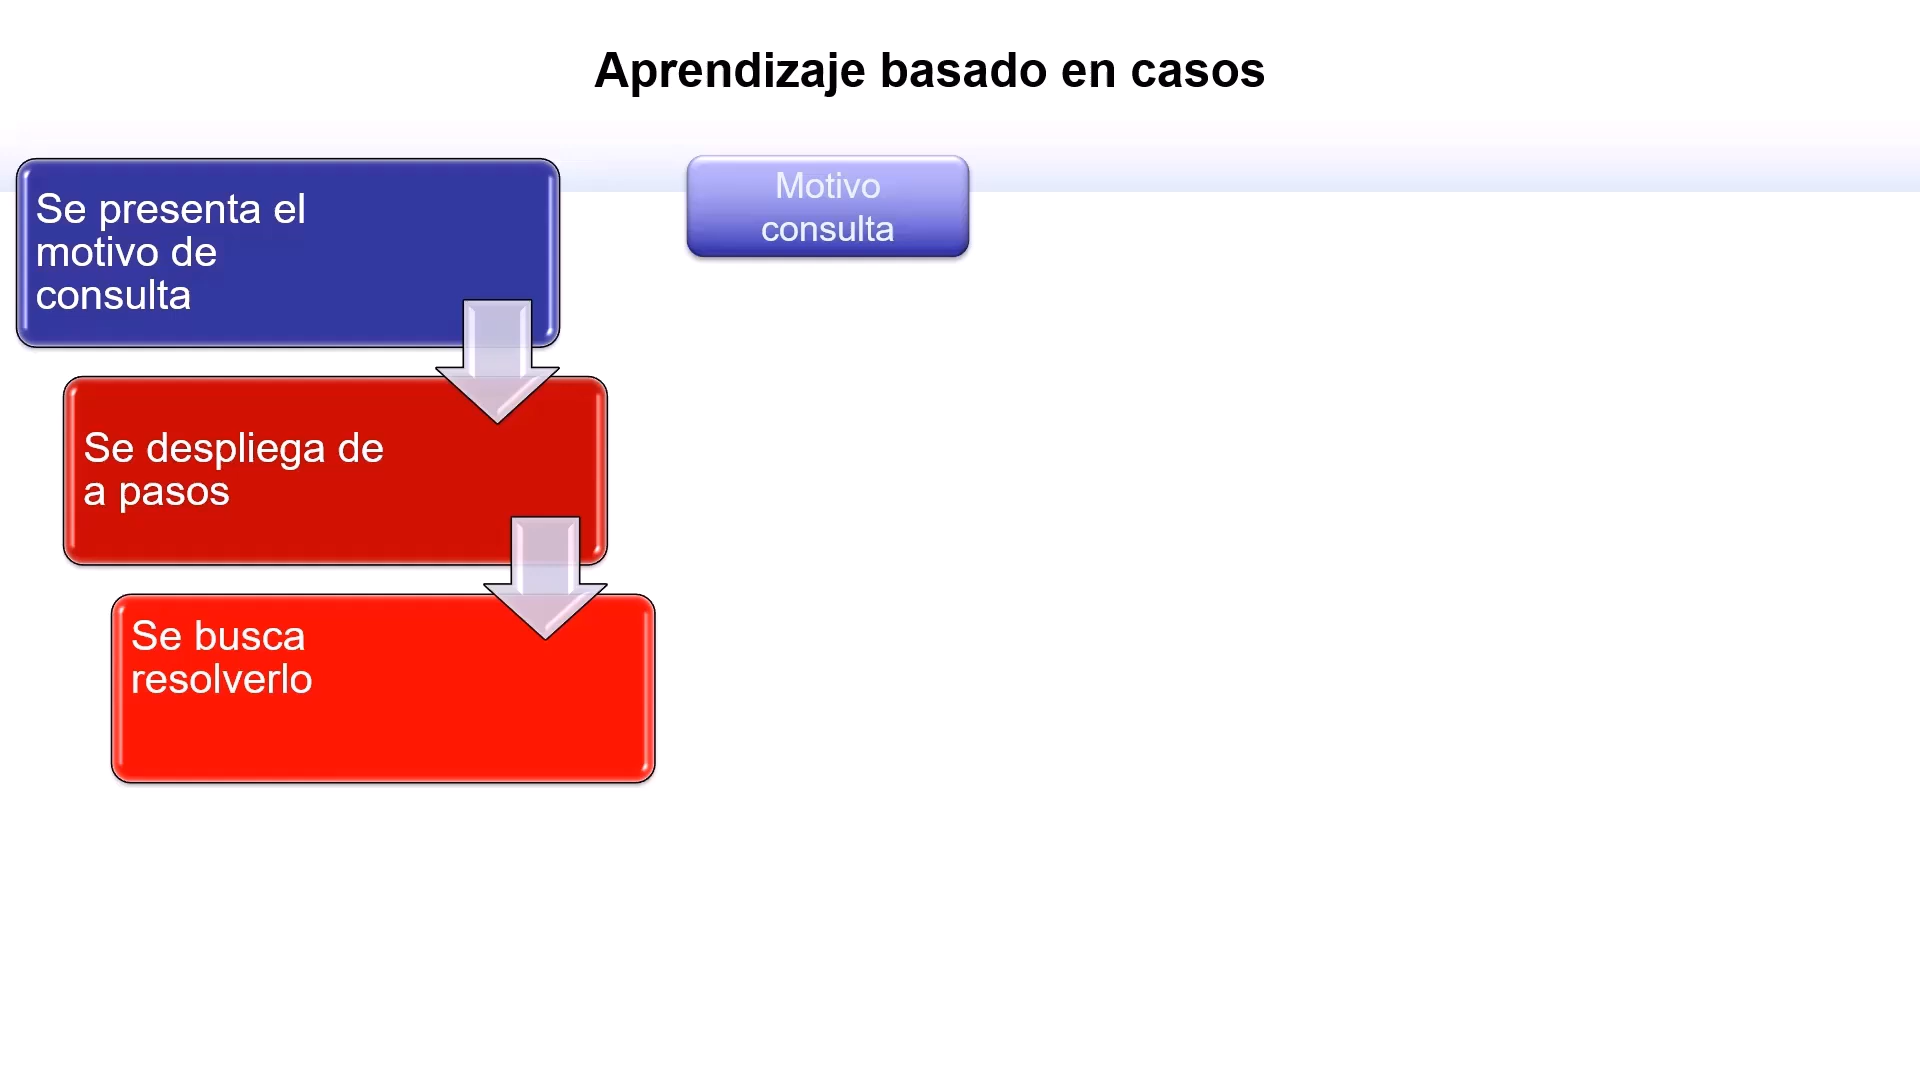 Aprendizaje basado en casos
Se presenta el
motivo de
consulta
Motivo
consulta
Se despliega de
a pasos
Se busca
resolverlo